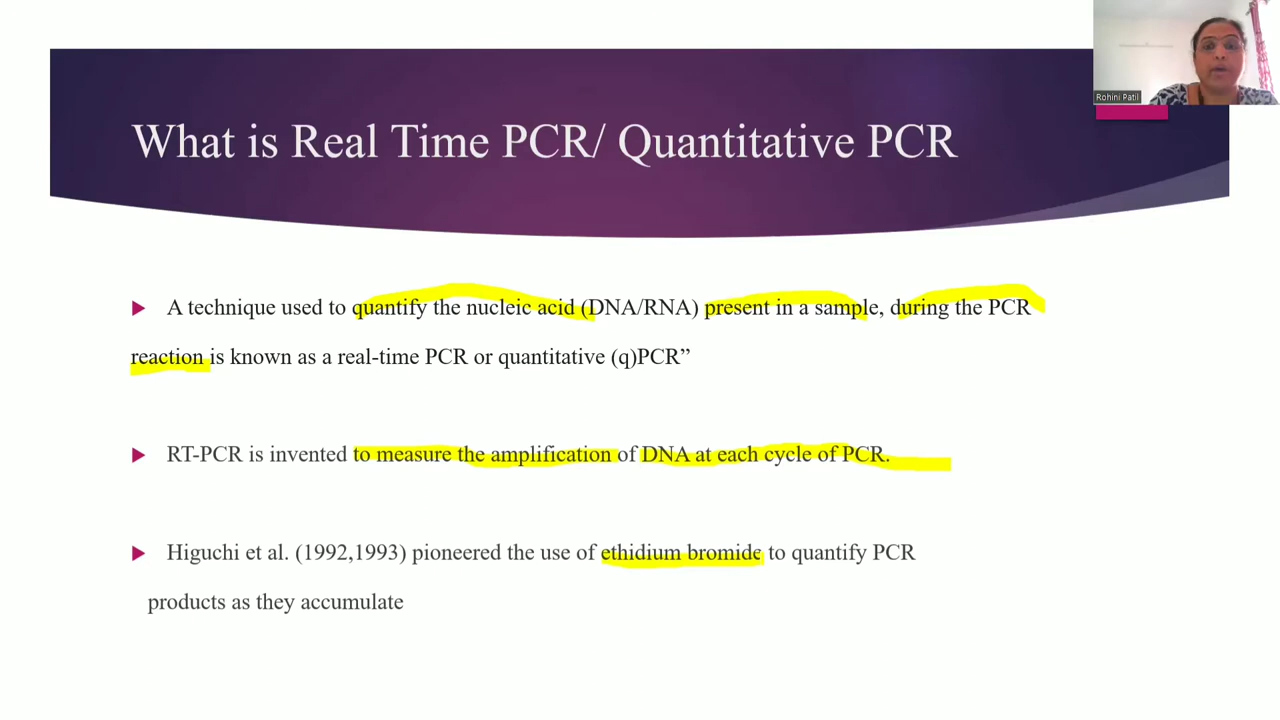 Rohini Patil
What is Real Time PCR/ Quantitative PCR
A technique used to quantify the nucleic acid (DNA/RNA) present in a sample, during the PCR
reaction is known as a real-time PCR or quantitative (q)PCR”
RT-PCR is invented to measure the amplification of DNA at each cycle of PCR.
Higuchi et al. (1992,1993) pioneered the use of ethidium bromide to quantify PCR
products as they accumulate